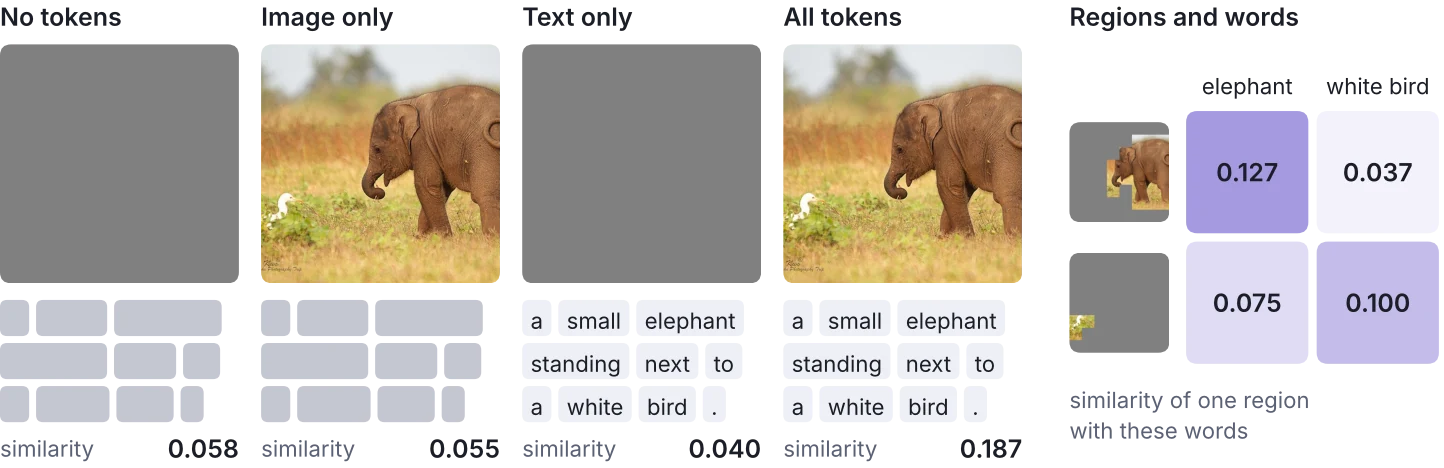 No tokens
Image only
Text only
All tokens
Regions and words
elephant
white bird
0.127
0.037
0.075
0.100
a small elephant
standing next to
a white bird .
a small elephant
standing next to
a white bird .
similarity 0.058
similarity 0.055
similarity 0.040
similarity 0.187
similarity of one region
with these words